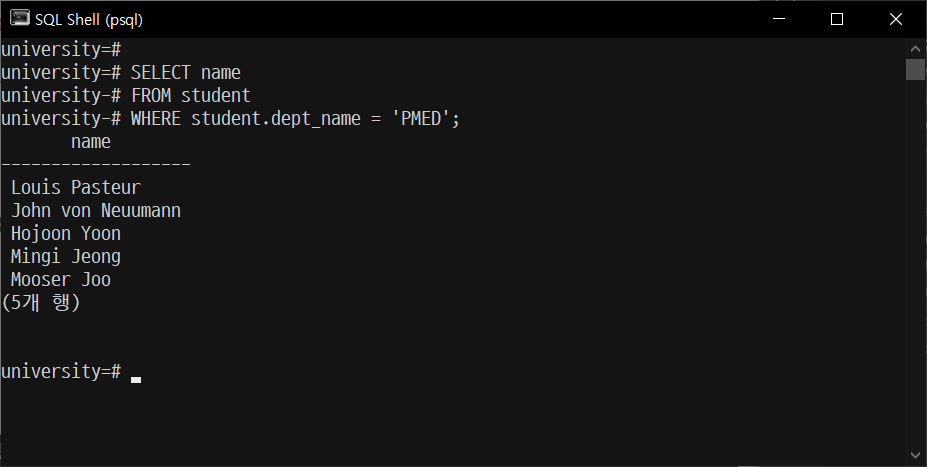 SQL Shell (psql)
university=#
university=# SELECT name
university-# FROM student
university-# WHERE student.dept_name = 'PMED';
name
-------------------
Louis Pasteur
John von Neuumann
Hojoon Yoon
Mingi Jeong
Mooser Joo
(5개 행)
university=#